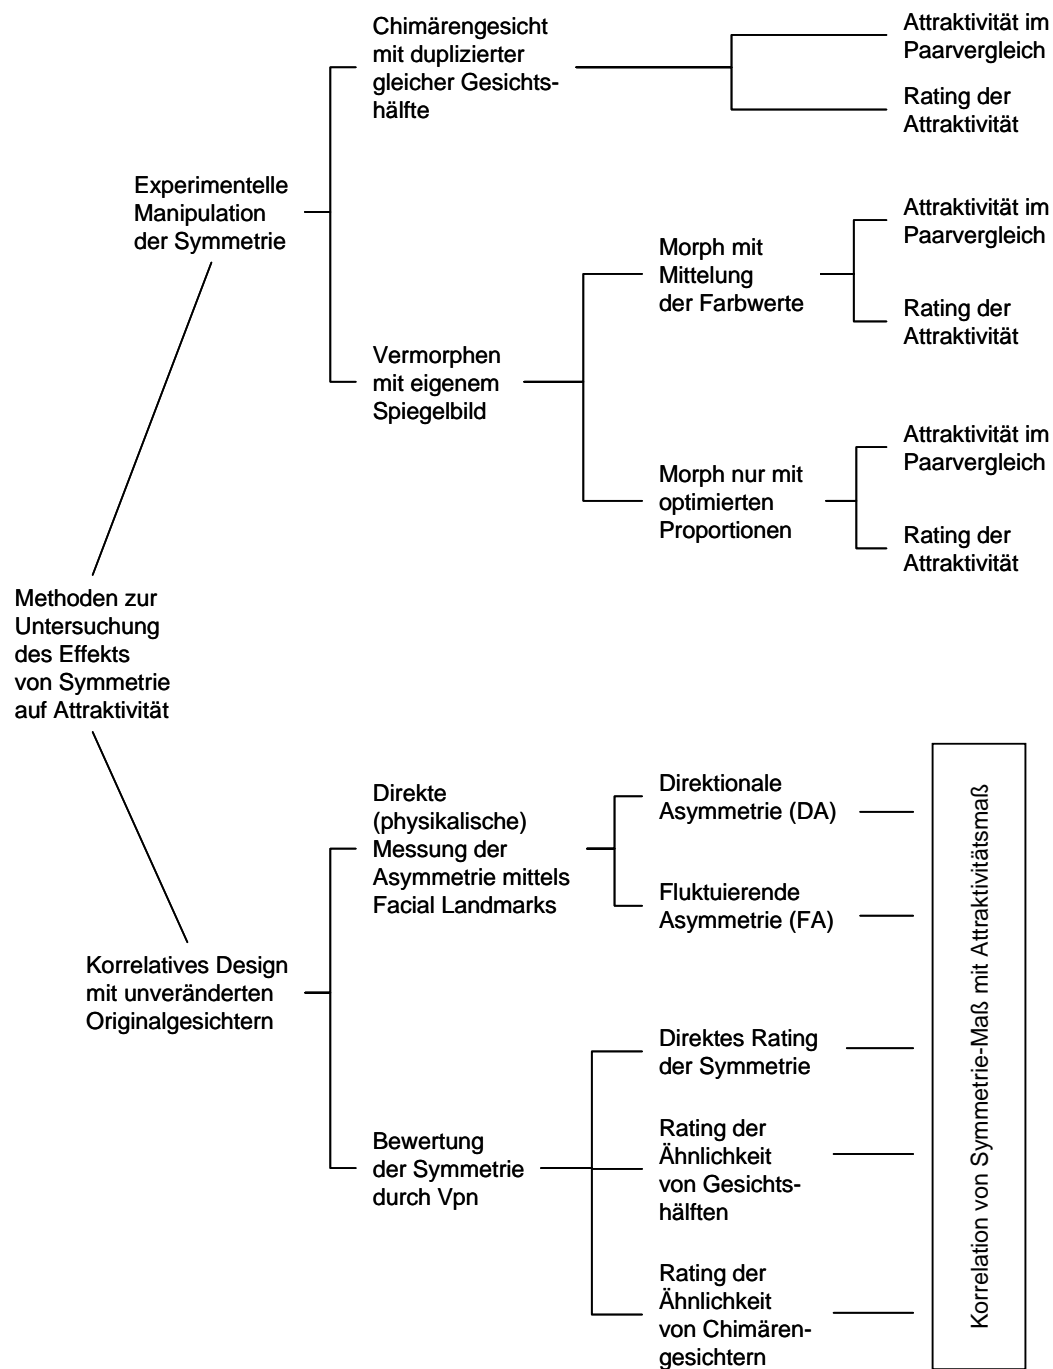 Methoden zur
Untersuchung
des Effekts
von Symmetrie
auf Attraktivität
Experimentelle
Manipulation
der Symmetrie
Chimärengesicht
mit duplizierter
gleicher Gesichts-
hälfte
Attraktivität im
Paarvergleich
Rating der
Attraktivität
Vermorphen
mit eigenem
Spiegelbild
Morph mit
Mittelung
der Farbwerte
Attraktivität im
Paarvergleich
Rating der
Attraktivität
Morph nur mit
optimierten
Proportionen
Attraktivität im
Paarvergleich
Rating der
Attraktivität
Korrelatives Design
mit unveränderten
Originalgesichtern
Direkte
(physikalische)
Messung der
Asymmetrie mittels
Facial Landmarks
Direktionale
Asymmetrie (DA)
Fluktuierende
Asymmetrie (FA)
Bewertung
der Symmetrie
durch Vpn
Direktes Rating
der Symmetrie
Rating der
Ähnlichkeit
von Gesichts-
hälften
Rating der
Ähnlichkeit
von Chimären-
gesichtern
Korrelation von Symmetrie-Maß mit Attraktivitätsmaß